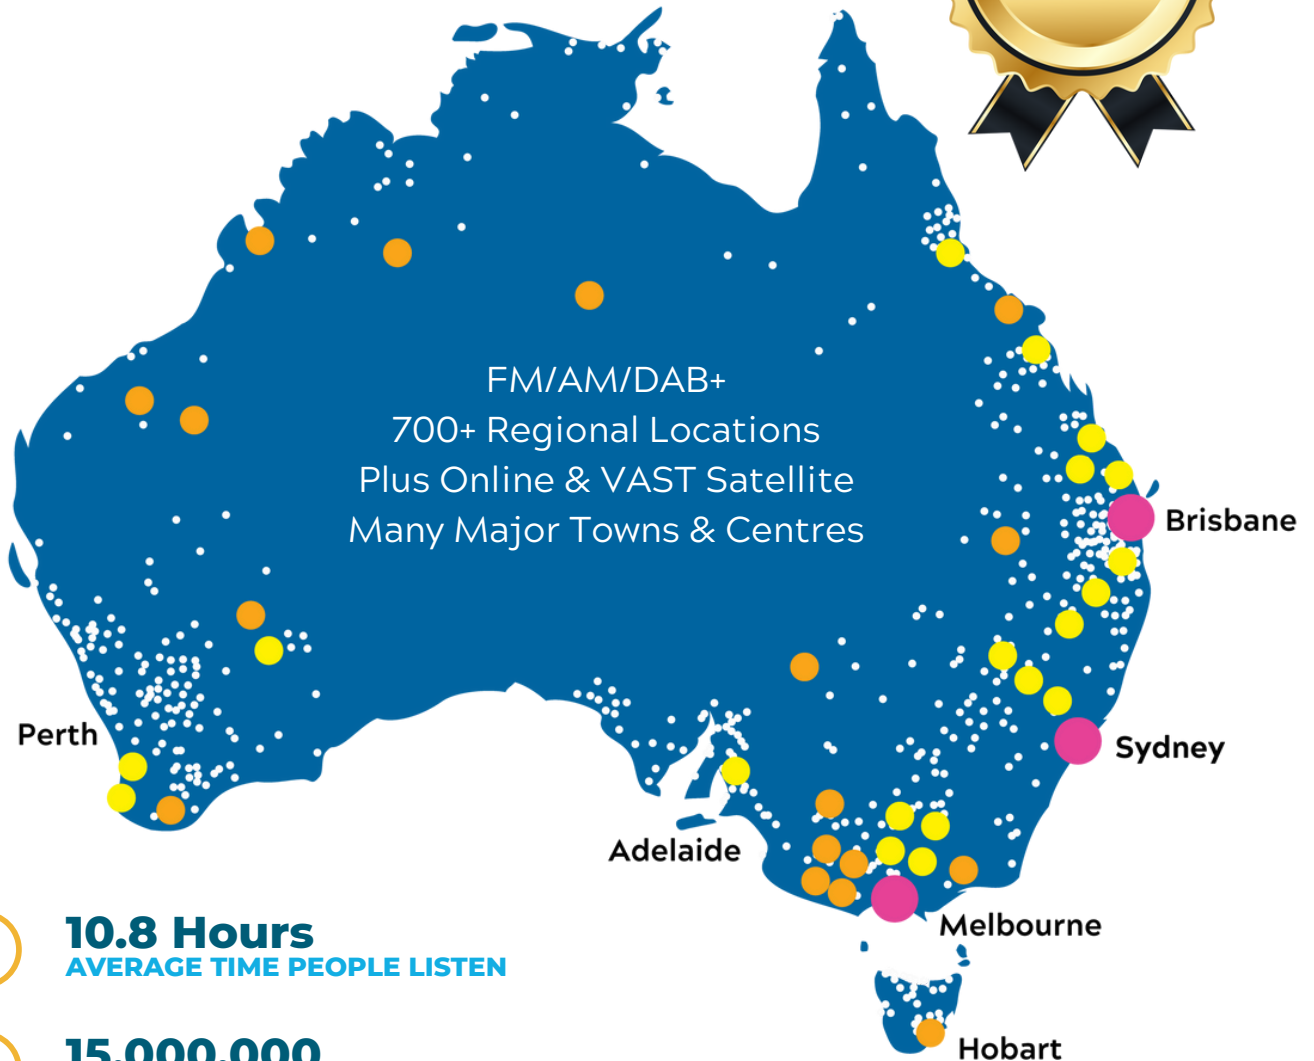 FM/AM/DAB+
700+ Regional Locations
Plus Online & VAST Satellite
Many Major Towns & Centres
Brisbane
Perth
Sydney
Adelaide
10.8 Hours
AVERAGE TIME PEOPLE LISTEN
Melbourne
15,000,000
Hobart